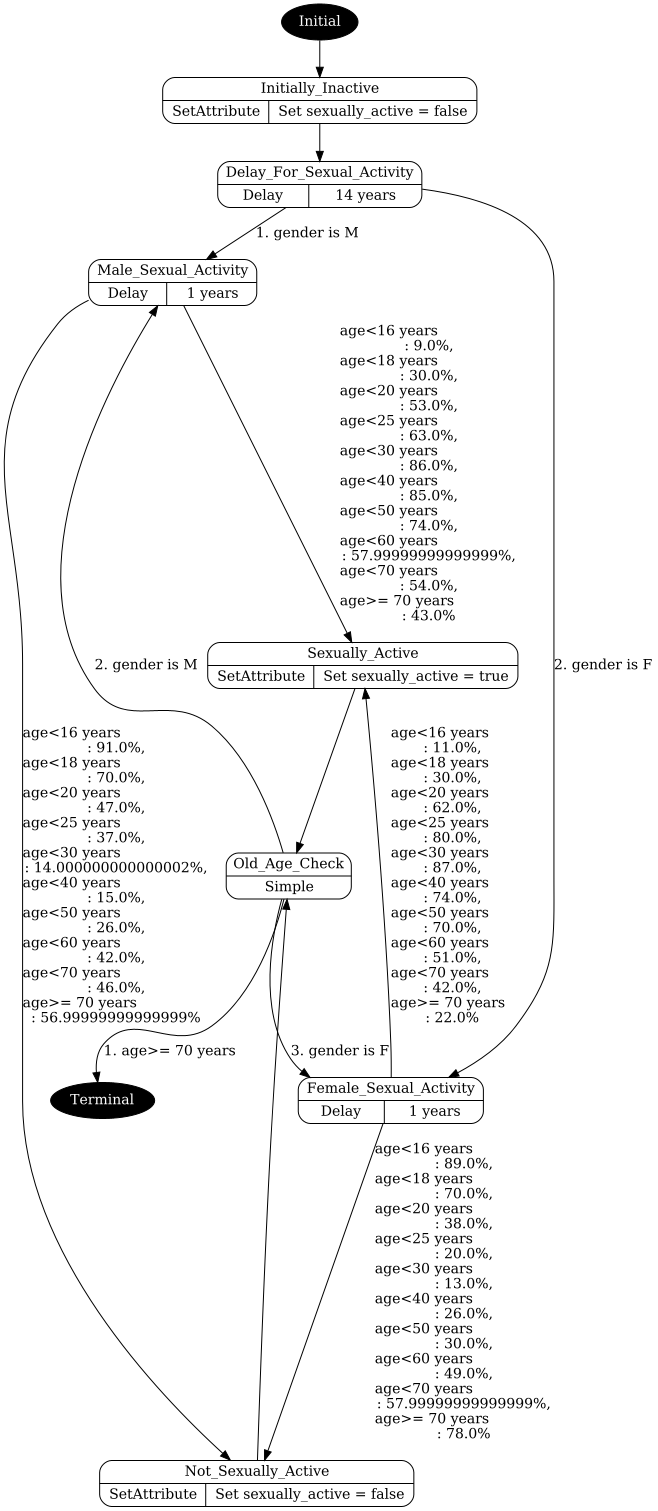 Initial
Initially_Inactive
SetAttribute Set sexually_active = false
Delay_For_Sexual_Activity
Delay 14 years
1. gender is M
Male_Sexual_Activity
Delay 1 years
age<16 years
: 9.0%,
age<18 years
: 30.0%,
age<20 years
: 53.0%,
age<25 years
: 63.0%,
age<30 years
: 86.0%,
age<40 years
: 85.0%,
age<50 years
: 74.0%,
age<60 years
: 57.99999999999999%,
age<70 years
: 54.0%,
age>= 70 years
: 43.0%
Sexually_Active
SetAttribute Set sexually_active = true
2. gender is M
2. gender is F
age<16 years
: 91.0%,
age<18 years
: 70.0%,
age<20 years
: 47.0%,
age<25 years
: 37.0%,
age<30 years
: 14.000000000000002%,
age<40 years
: 15.0%,
age<50 years
: 26.0%,
age<60 years
: 42.0%,
age<70 years
: 46.0%,
age>= 70 years
: 56.99999999999999%
Old_Age_Check
Simple
age<16 years
: 11.0%,
age<18 years
: 30.0%,
age<20 years
: 62.0%,
age<25 years
: 80.0%,
age<30 years
: 87.0%,
age<40 years
: 74.0%,
age<50 years
: 70.0%,
age<60 years
: 51.0%,
age<70 years
: 42.0%,
age>= 70 years
: 22.0%
1. age>= 70 years
3. gender is F
Terminal
Female_Sexual_Activity
Delay 1 years
age<16 years
: 89.0%,
age<18 years
: 70.0%,
age<20 years
: 38.0%,
age<25 years
: 20.0%,
age<30 years
: 13.0%,
age<40 years
: 26.0%,
age<50 years
: 30.0%,
age<60 years
: 49.0%,
age<70 years
: 57.99999999999999%,
age>= 70 years
: 78.0%
Not_Sexually_Active
SetAttribute Set sexually_active = false